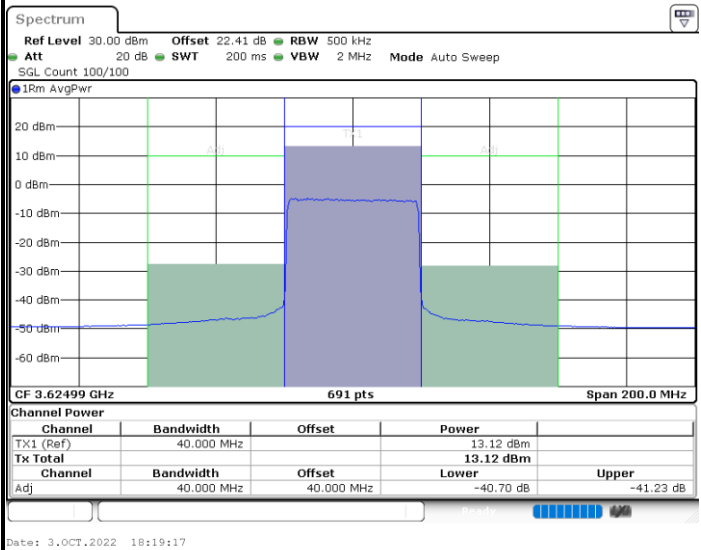 Spectrum
Ref Level 30.00 dBm Offset 22.41 dB RBW 500 kHz
Att 20 dB SWT 200 ms VBW 2 MHz Mode Auto Sweep
SGL Count 100/100
1Rm AvgPwr
20 dBm
TX1
10 dBm
Adj
Adj
0 dBm
-10 dBm
-20 dBm
-30 dBm
-40 dBm
-50 dBm
-60 dBm
CF 3.62499 GHz 691 pts Span 200.0 MHz
Channel Power
Channel Bandwidth Offset Power
TX1 (Ref) 40.000 MHz 13.12 dBm
Tx Total 13.12 dBm
Channel Bandwidth Offset Lower Upper
Adj 40.000 MHz 40.000 MHz -40.70 dB -41.23 dB
Ready
Date: 3.OCT.2022 18:19:17